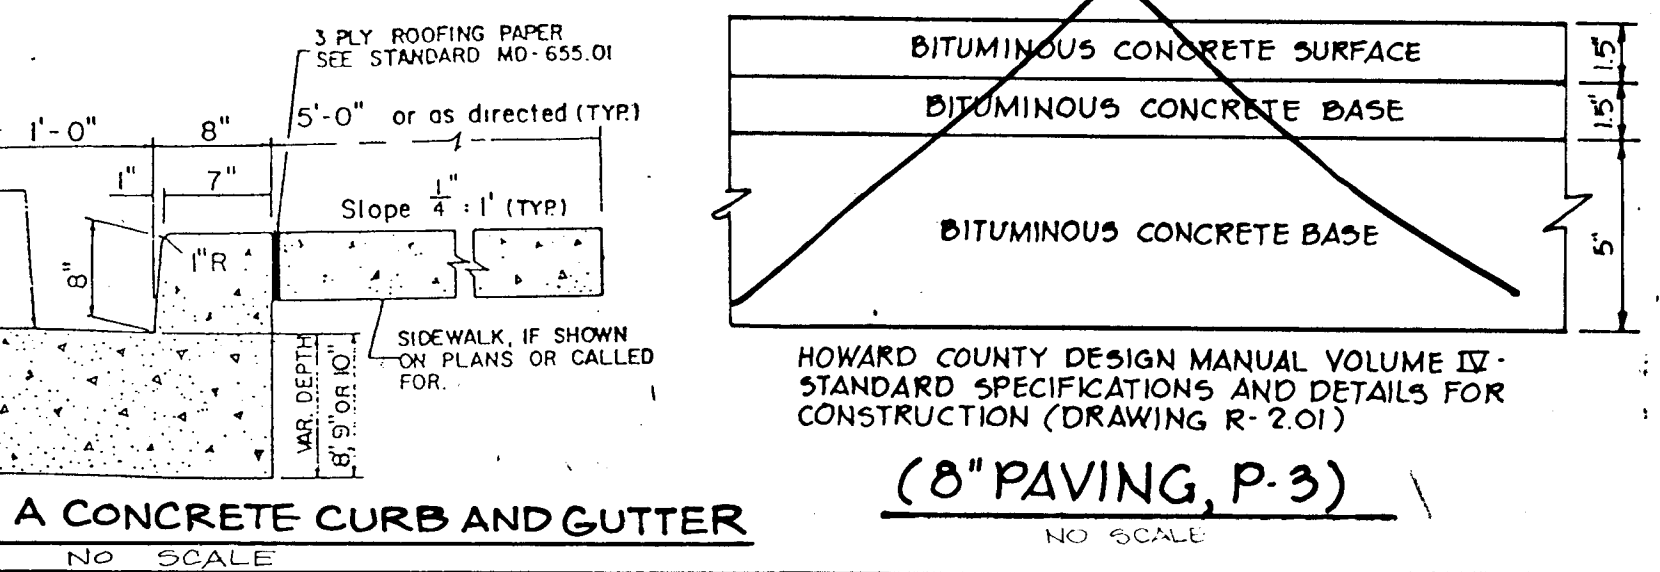 3 PLY ROOFING PAPER
SEE STANDARD MD-655.01
5'-0" or as directed (TYP.)
1'-0"
8"
1"
7"
Slope 1/4" : 1' (TYP.)
1"R
8"
SIDEWALK, IF SHOWN
ON PLANS OR CALLED
FOR.
VAR. DEPTH
8", 9" OR 10"
A CONCRETE CURB AND GUTTER
NO SCALE
BITUMINOUS CONCRETE SURFACE
1.5"
BITUMINOUS CONCRETE BASE
1.5"
BITUMINOUS CONCRETE BASE
5"
HOWARD COUNTY DESIGN MANUAL VOLUME IV-
STANDARD SPECIFICATIONS AND DETAILS FOR
CONSTRUCTION (DRAWING R-2.01)
(8" PAVING, P-3)
NO SCALE